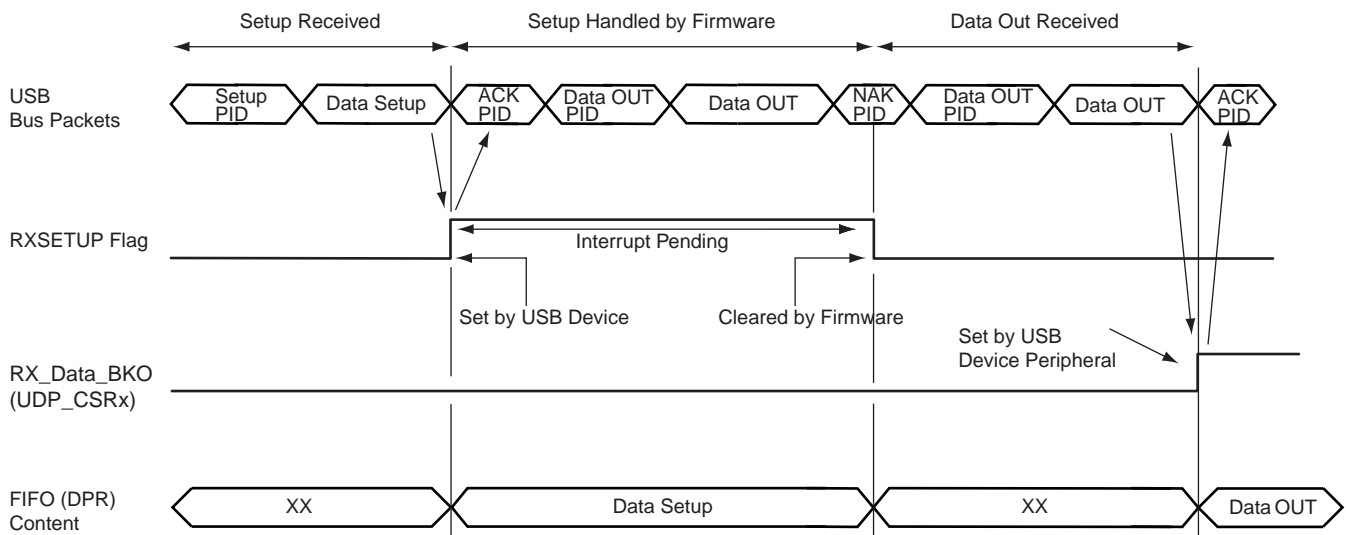 Setup Received
Setup Handled by Firmware
Data Out Received
USB
Bus Packets
Setup
PID
Data Setup
ACK
PID
Data OUT
PID
Data OUT
NAK
PID
Data OUT
PID
Data OUT
ACK
PID
RXSETUP Flag
Interrupt Pending
Set by USB Device
Cleared by Firmware
Set by USB
Device Peripheral
RX_Data_BKO
(UDP_CSRx)
FIFO (DPR)
Content
XX
Data Setup
XX
Data OUT